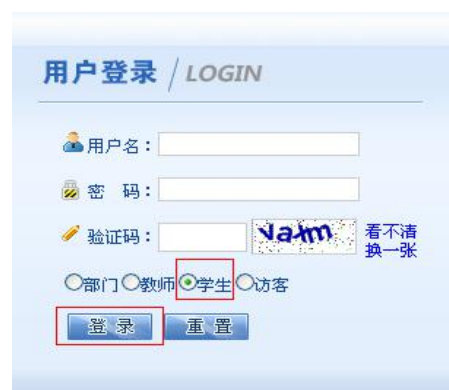 用户登录 / LOGIN
用户名：
密 码：
验证码：
看不清
换一张
部门 教师 学生 访客
登 录 重 置